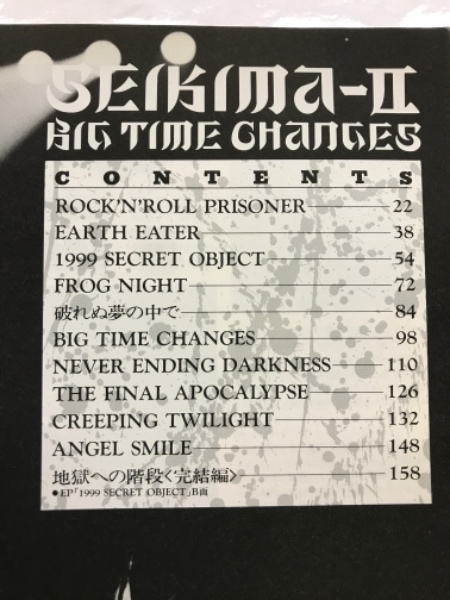 SEIKIMA-II
BIG TIME CHANGES
CONTENTS
ROCK'N'ROLL PRISONER 22
EARTH EATER 38
1999 SECRET OBJECT 54
FROG NIGHT 72
破れぬ夢の中で 84
BIG TIME CHANGES 98
NEVER ENDING DARKNESS 110
THE FINAL APOCALYPSE 126
CREEPING TWILIGHT 132
ANGEL SMILE 148
地獄への階段〈完結編〉 158
●EP「1999 SECRET OBJECT」B面